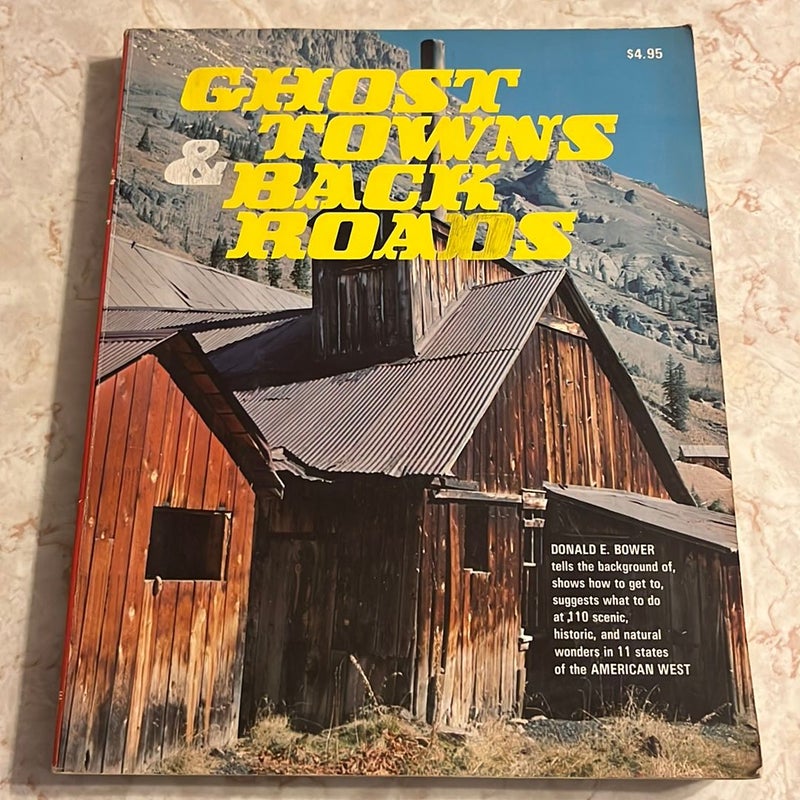 $4.95
GHOST
TOWNS
& BACK
ROADS
DONALD E. BOWER
tells the background of,
shows how to get to,
suggests what to do
at 110 scenic,
historic, and natural
wonders in 11 states
of the AMERICAN WEST